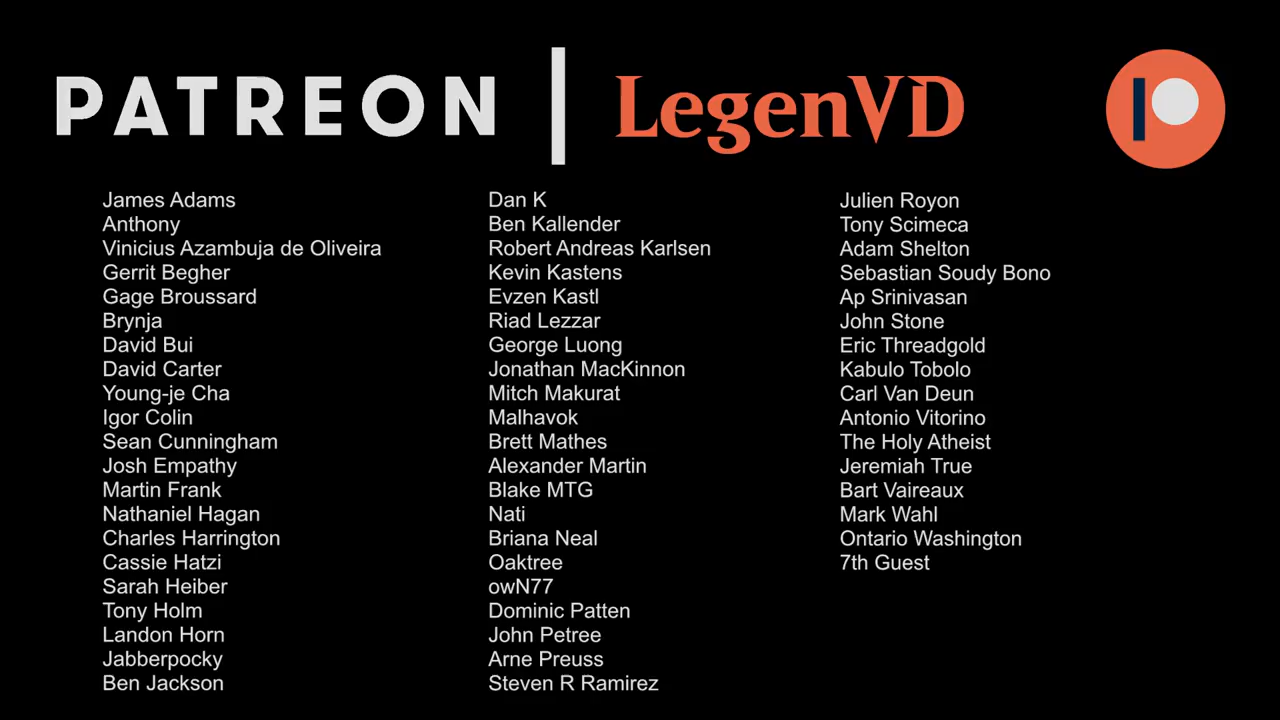 PATREON | LegenVD
James Adams
Anthony
Vinicius Azambuja de Oliveira
Gerrit Begher
Gage Broussard
Brynja
David Bui
David Carter
Young-je Cha
Igor Colin
Sean Cunningham
Josh Empathy
Martin Frank
Nathaniel Hagan
Charles Harrington
Cassie Hatzi
Sarah Heiber
Tony Holm
Landon Horn
Jabberpocky
Ben Jackson
Dan K
Ben Kallender
Robert Andreas Karlsen
Kevin Kastens
Evzen Kastl
Riad Lezzar
George Luong
Jonathan MacKinnon
Mitch Makurat
Malhavok
Brett Mathes
Alexander Martin
Blake MTG
Nati
Briana Neal
Oaktree
owN77
Dominic Patten
John Petree
Arne Preuss
Steven R Ramirez
Julien Royon
Tony Scimeca
Adam Shelton
Sebastian Soudy Bono
Ap Srinivasan
John Stone
Eric Threadgold
Kabulo Tobolo
Carl Van Deun
Antonio Vitorino
The Holy Atheist
Jeremiah True
Bart Vaireaux
Mark Wahl
Ontario Washington
7th Guest